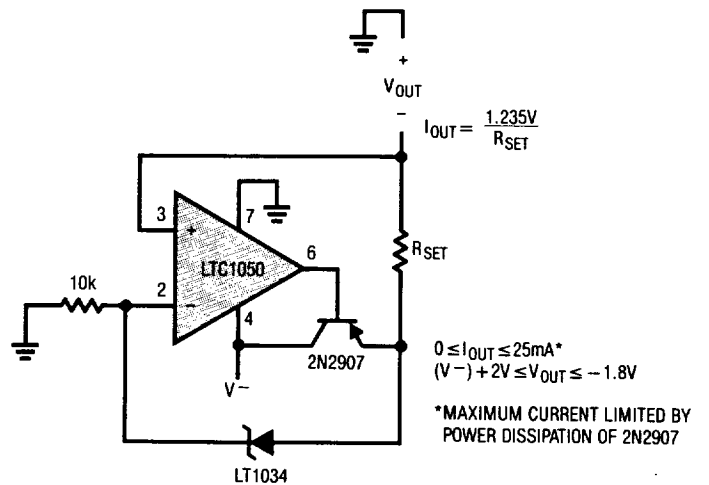 +
VOUT
−
IOUT = 1.235V / RSET
3
+
7
LTC1050
6
RSET
10k
2
−
4
2N2907
V−
0 ≤ IOUT ≤ 25mA*
(V−) + 2V ≤ VOUT ≤ −1.8V
*MAXIMUM CURRENT LIMITED BY
POWER DISSIPATION OF 2N2907
LT1034